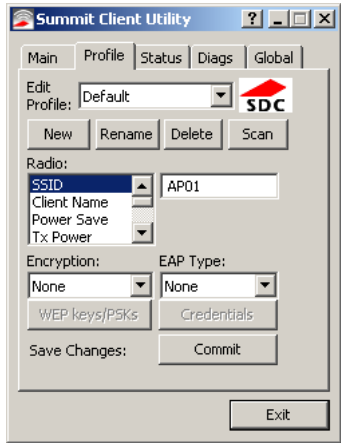 Summit Client Utility
Main Profile Status Diags Global
Edit
Profile: Default
SDC
New Rename Delete Scan
Radio:
SSID AP01
Client Name
Power Save
Tx Power
Encryption: EAP Type:
None None
WEP keys/PSKs Credentials
Save Changes: Commit
Exit